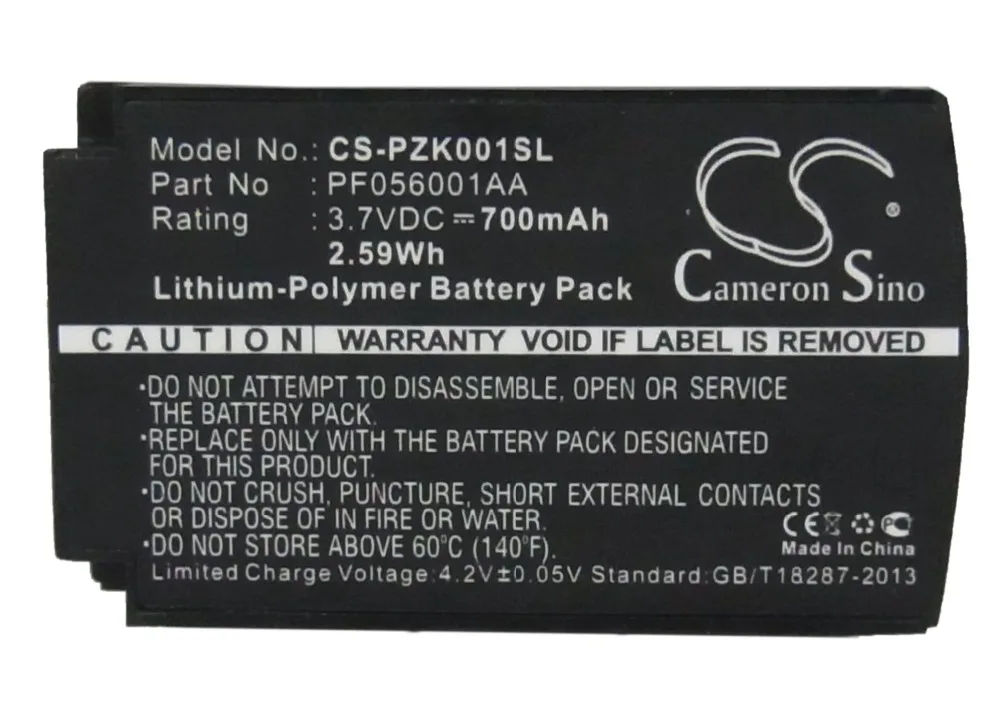 Model No.: CS-PZK001SL
Part No : PF056001AA
Rating : 3.7VDC ⎓ 700mAh
2.59Wh
Lithium-Polymer Battery Pack
CS ®
Cameron Sino
CAUTION | WARRANTY VOID IF LABEL IS REMOVED
·DO NOT ATTEMPT TO DISASSEMBLE, OPEN OR SERVICE
THE BATTERY PACK.
·REPLACE ONLY WITH THE BATTERY PACK DESIGNATED
FOR THIS PRODUCT.
·DO NOT CRUSH, PUNCTURE, SHORT EXTERNAL CONTACTS
OR DISPOSE OF IN FIRE OR WATER.
·DO NOT STORE ABOVE 60°C (140°F).
CE PC
Made In China
Limited Charge Voltage:4.2V±0.05V Standard:GB/T18287-2013